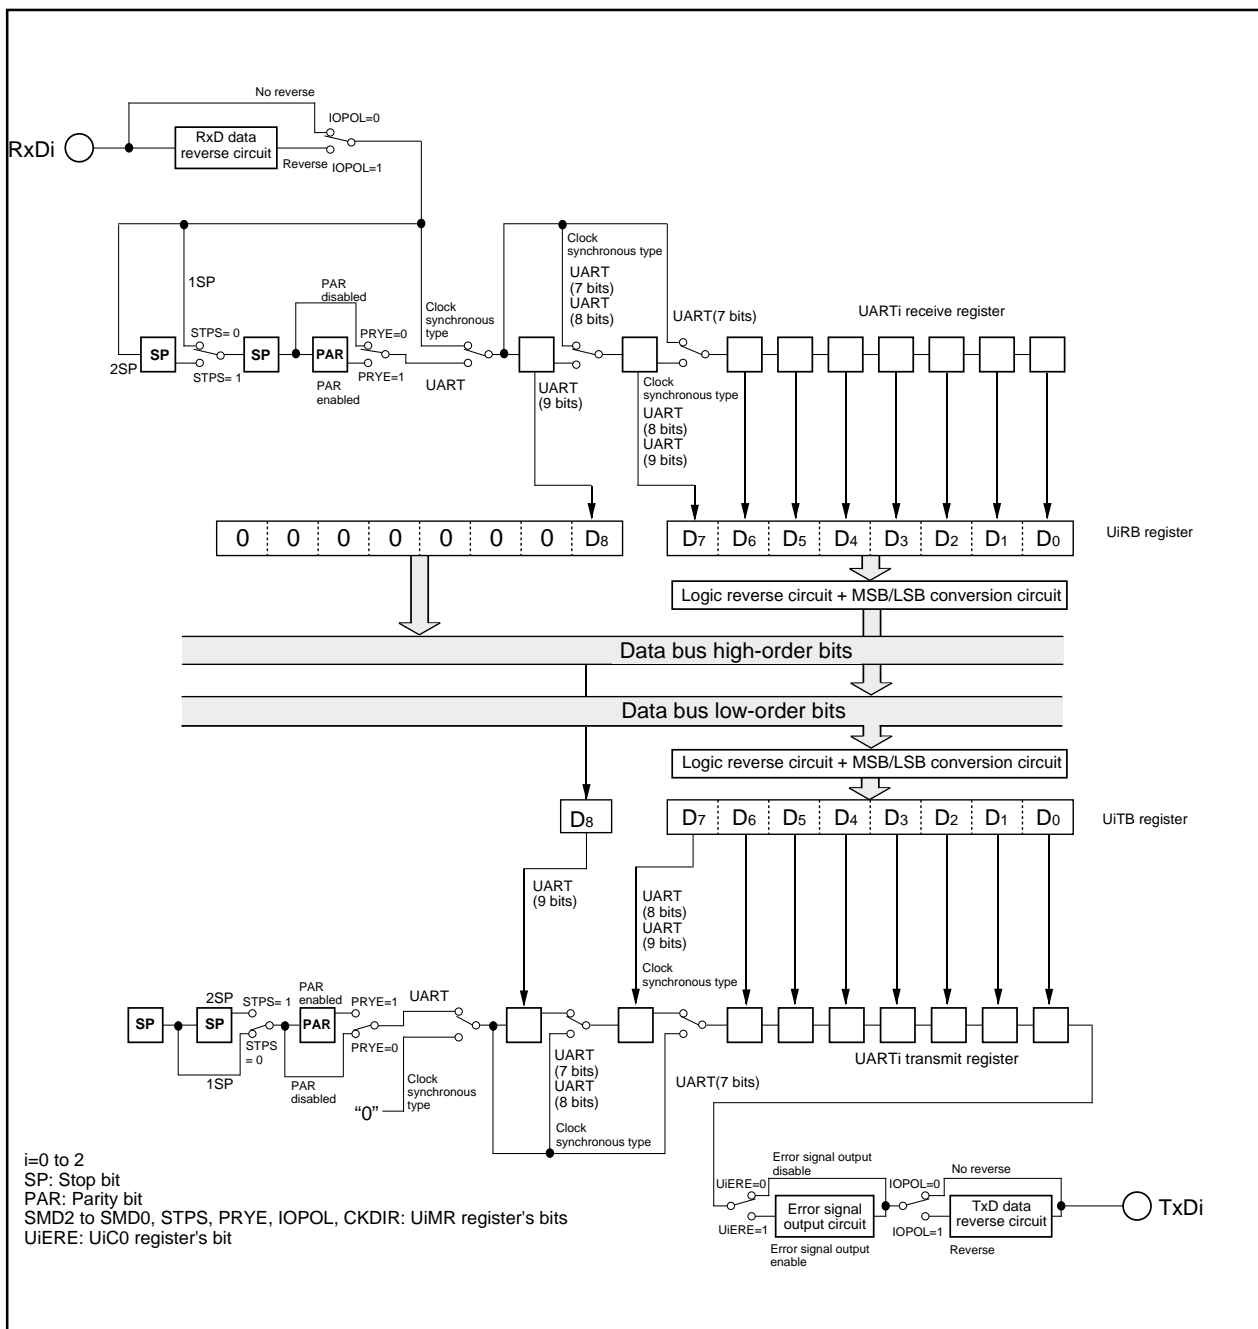 No reverse
IOPOL=0
RxDi
RxD data
reverse circuit
Reverse
IOPOL=1
1SP
PAR
disabled
Clock
synchronous
type
Clock
synchronous type
UART
(7 bits)
UART
(8 bits)
UART(7 bits)
UARTi receive register
STPS= 0
PRYE=0
2SP
SP
SP
PAR
STPS= 1
PRYE=1
PAR
enabled
UART
UART
(9 bits)
Clock
synchronous type
UART
(8 bits)
UART
(9 bits)
0 0 0 0 0 0 0 D8
D7 D6 D5 D4 D3 D2 D1 D0
UiRB register
Logic reverse circuit + MSB/LSB conversion circuit
Data bus high-order bits
Data bus low-order bits
Logic reverse circuit + MSB/LSB conversion circuit
D8
D7 D6 D5 D4 D3 D2 D1 D0
UiTB register
UART
(9 bits)
UART
(8 bits)
UART
(9 bits)
Clock
synchronous type
2SP
STPS= 1
PAR
enabled
PRYE=1
UART
SP
SP
PAR
STPS
= 0
PRYE=0
1SP
PAR
disabled
"0"
Clock
synchronous
type
UART
(7 bits)
UART
(8 bits)
Clock
synchronous type
UART(7 bits)
UARTi transmit register
i=0 to 2
SP: Stop bit
PAR: Parity bit
SMD2 to SMD0, STPS, PRYE, IOPOL, CKDIR: UiMR register's bits
UiERE: UiC0 register's bit
Error signal output
disable
UiERE=0
UiERE=1
Error signal
output circuit
Error signal output
enable
IOPOL=0
IOPOL=1
No reverse
TxD data
reverse circuit
Reverse
TxDi